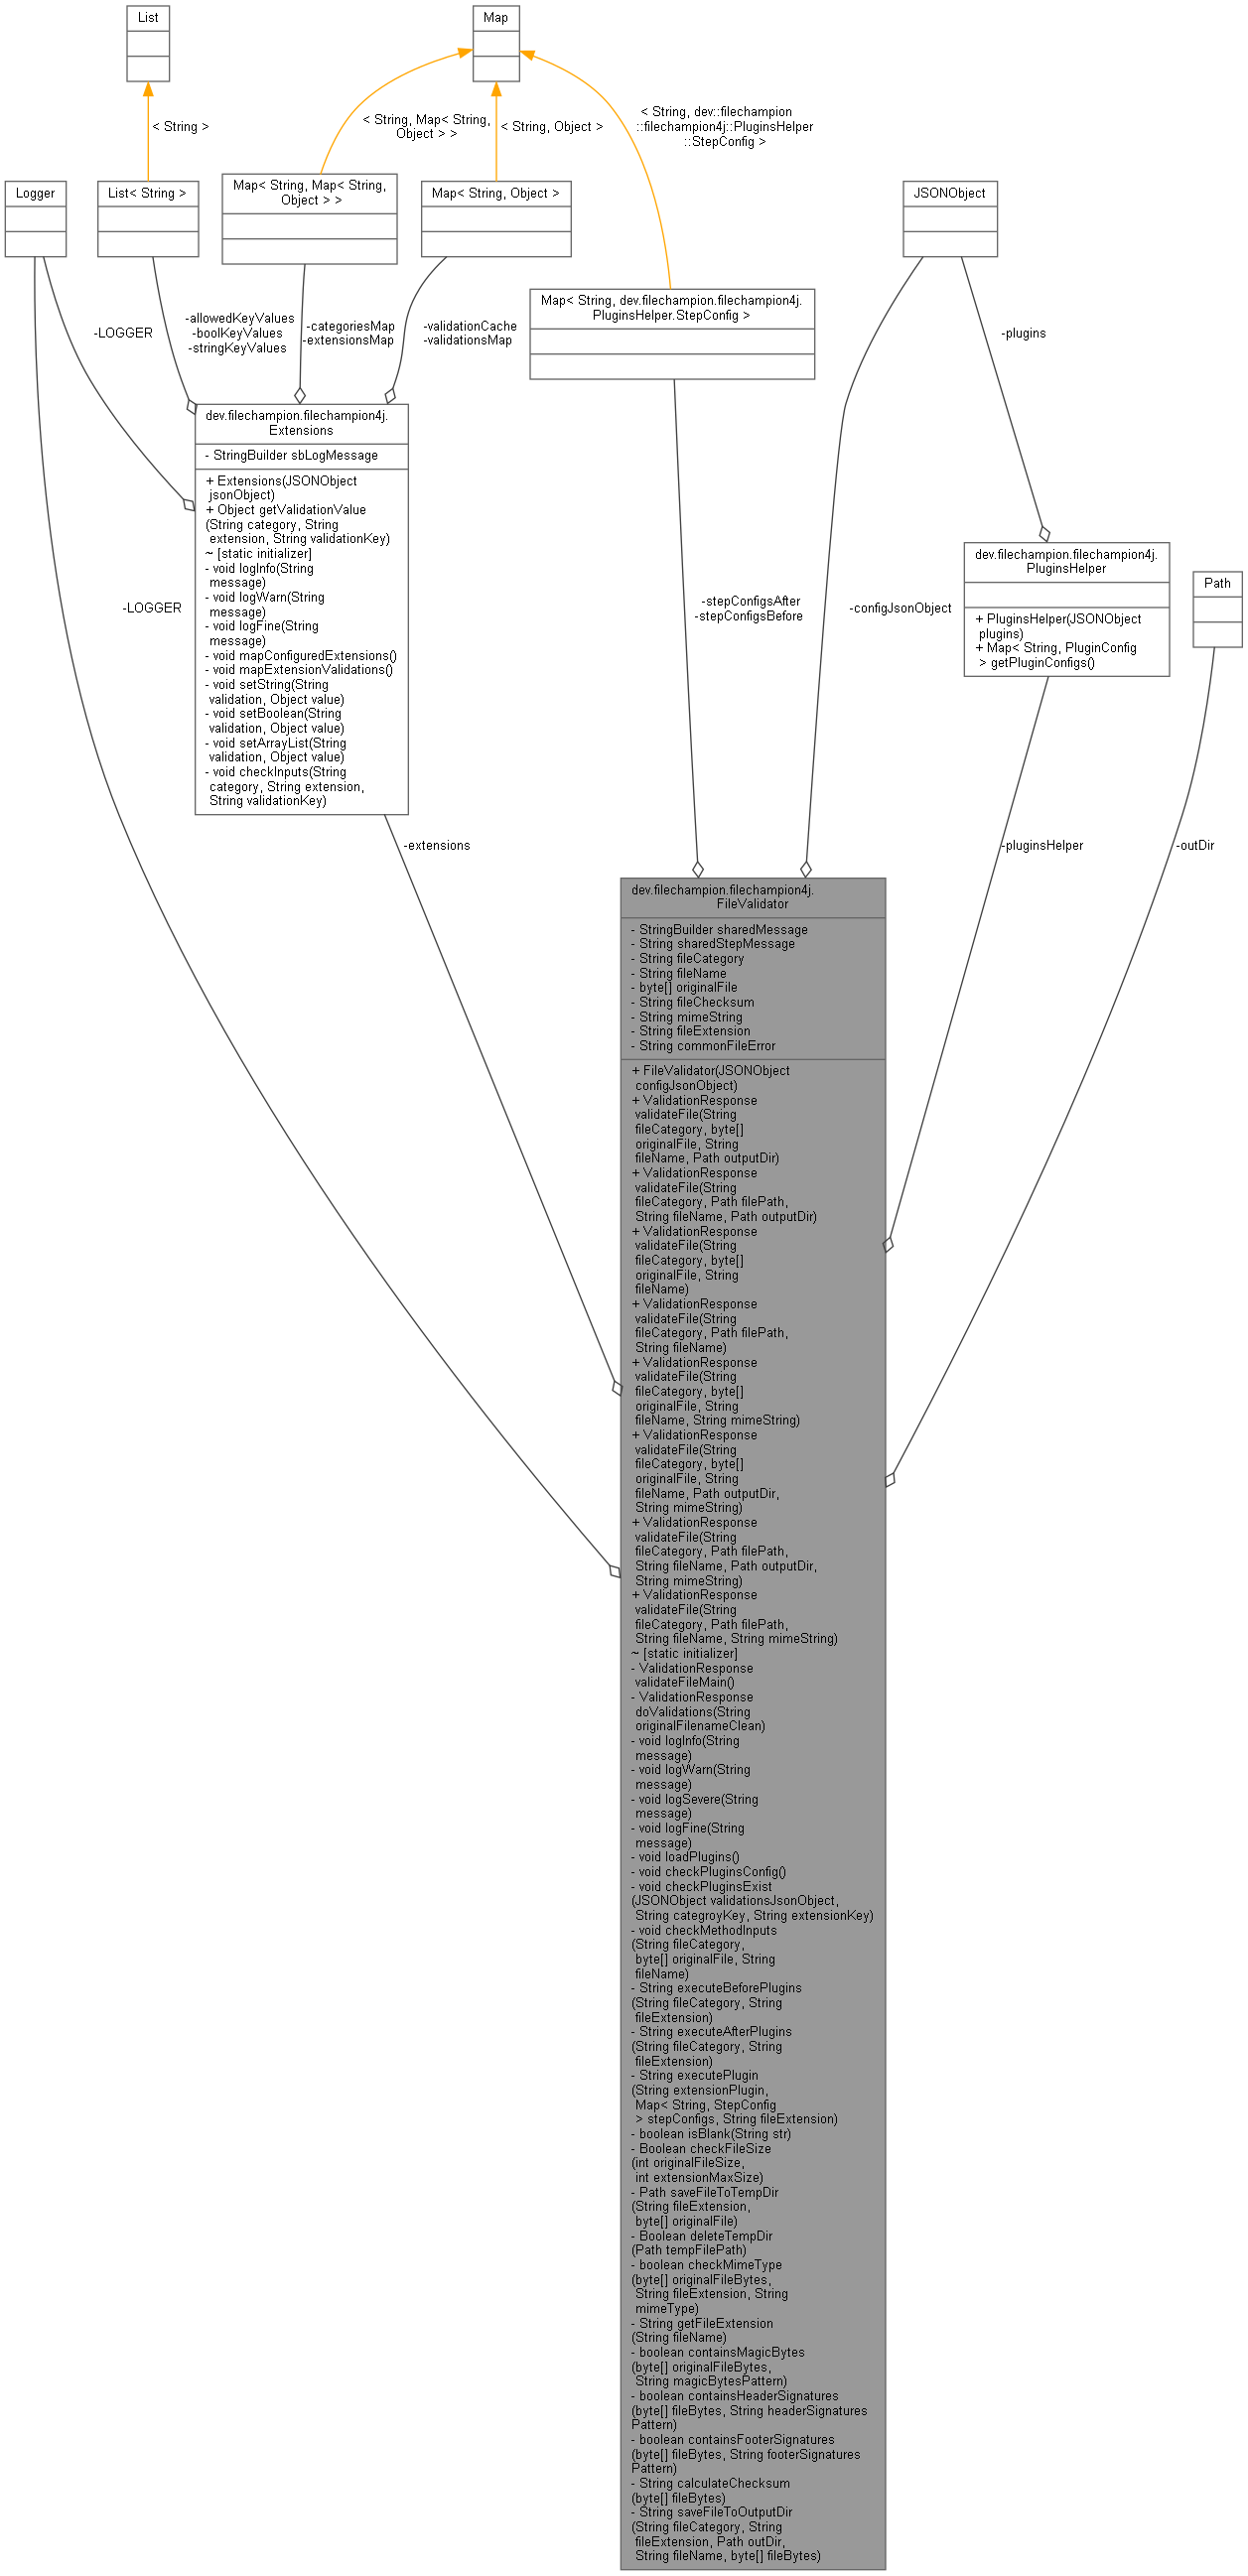 List
Map
< String >
< String, Map< String,
Object > >
< String, Object >
< String, dev::filechampion
::filechampion4j::PluginsHelper
::StepConfig >
Logger
List< String >
Map< String, Map< String,
Object > >
Map< String, Object >
JSONObject
Map< String, dev.filechampion.filechampion4j.
PluginsHelper.StepConfig >
-LOGGER
-allowedKeyValues
-boolKeyValues
-stringKeyValues
-categoriesMap
-extensionsMap
-validationCache
-validationsMap
-plugins
dev.filechampion.filechampion4j.
Extensions
- StringBuilder sbLogMessage
+ Extensions(JSONObject
jsonObject)
+ Object getValidationValue
(String category, String
extension, String validationKey)
~ [static initializer]
- void logInfo(String
message)
- void logWarn(String
message)
- void logFine(String
message)
- void mapConfiguredExtensions()
- void mapExtensionValidations()
- void setString(String
validation, Object value)
- void setBoolean(String
validation, Object value)
- void setArrayList(String
validation, Object value)
- void checkInputs(String
category, String extension,
String validationKey)
-LOGGER
-stepConfigsAfter
-stepConfigsBefore
-configJsonObject
dev.filechampion.filechampion4j.
PluginsHelper
+ PluginsHelper(JSONObject
plugins)
+ Map< String, PluginConfig
> getPluginConfigs()
Path
-extensions
-pluginsHelper
-outDir
dev.filechampion.filechampion4j.
FileValidator
- StringBuilder sharedMessage
- String sharedStepMessage
- String fileCategory
- String fileName
- byte[] originalFile
- String fileChecksum
- String mimeString
- String fileExtension
- String commonFileError
+ FileValidator(JSONObject
configJsonObject)
+ ValidationResponse
validateFile(String
fileCategory, byte[]
originalFile, String
fileName, Path outputDir)
+ ValidationResponse
validateFile(String
fileCategory, Path filePath,
String fileName, Path outputDir)
+ ValidationResponse
validateFile(String
fileCategory, byte[]
originalFile, String
fileName)
+ ValidationResponse
validateFile(String
fileCategory, Path filePath,
String fileName)
+ ValidationResponse
validateFile(String
fileCategory, byte[]
originalFile, String
fileName, String mimeString)
+ ValidationResponse
validateFile(String
fileCategory, byte[]
originalFile, String
fileName, Path outputDir,
String mimeString)
+ ValidationResponse
validateFile(String
fileCategory, Path filePath,
String fileName, Path outputDir,
String mimeString)
+ ValidationResponse
validateFile(String
fileCategory, Path filePath,
String fileName, String mimeString)
~ [static initializer]
- ValidationResponse
validateFileMain()
- ValidationResponse
doValidations(String
originalFilenameClean)
- void logInfo(String
message)
- void logWarn(String
message)
- void logSevere(String
message)
- void logFine(String
message)
- void loadPlugins()
- void checkPluginsConfig()
- void checkPluginsExist
(JSONObject validationsJsonObject,
String categroyKey, String extensionKey)
- void checkMethodInputs
(String fileCategory,
byte[] originalFile, String
fileName)
- String executeBeforePlugins
(String fileCategory, String
fileExtension)
- String executeAfterPlugins
(String fileCategory, String
fileExtension)
- String executePlugin
(String extensionPlugin,
Map< String, StepConfig
> stepConfigs, String fileExtension)
- boolean isBlank(String str)
- Boolean checkFileSize
(int originalFileSize,
int extensionMaxSize)
- Path saveFileToTempDir
(String fileExtension,
byte[] originalFile)
- Boolean deleteTempDir
(Path tempFilePath)
- boolean checkMimeType
(byte[] originalFileBytes,
String fileExtension, String
mimeType)
- String getFileExtension
(String fileName)
- boolean containsMagicBytes
(byte[] originalFileBytes,
String magicBytesPattern)
- boolean containsHeaderSignatures
(byte[] fileBytes, String headerSignatures
Pattern)
- boolean containsFooterSignatures
(byte[] fileBytes, String footerSignatures
Pattern)
- String calculateChecksum
(byte[] fileBytes)
- String saveFileToOutputDir
(String fileCategory, String
fileExtension, Path outDir,
String fileName, byte[] fileBytes)